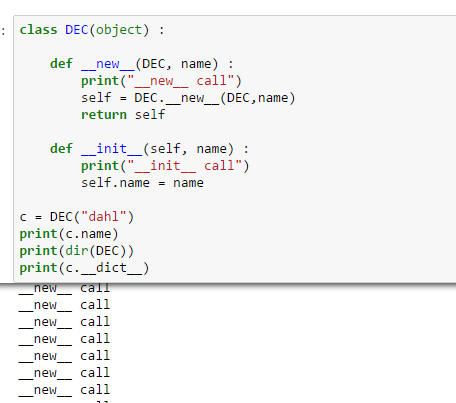 : class DEC(object) :
def __new__(DEC, name) :
print("__new__ call")
self = DEC.__new__(DEC,name)
return self
def __init__(self, name) :
print("__init__ call")
self.name = name
c = DEC("dahl")
print(c.name)
print(dir(DEC))
print(c.__dict__)
__new__ call
__new__ call
__new__ call
__new__ call
__new__ call
__new__ call
__new__ call